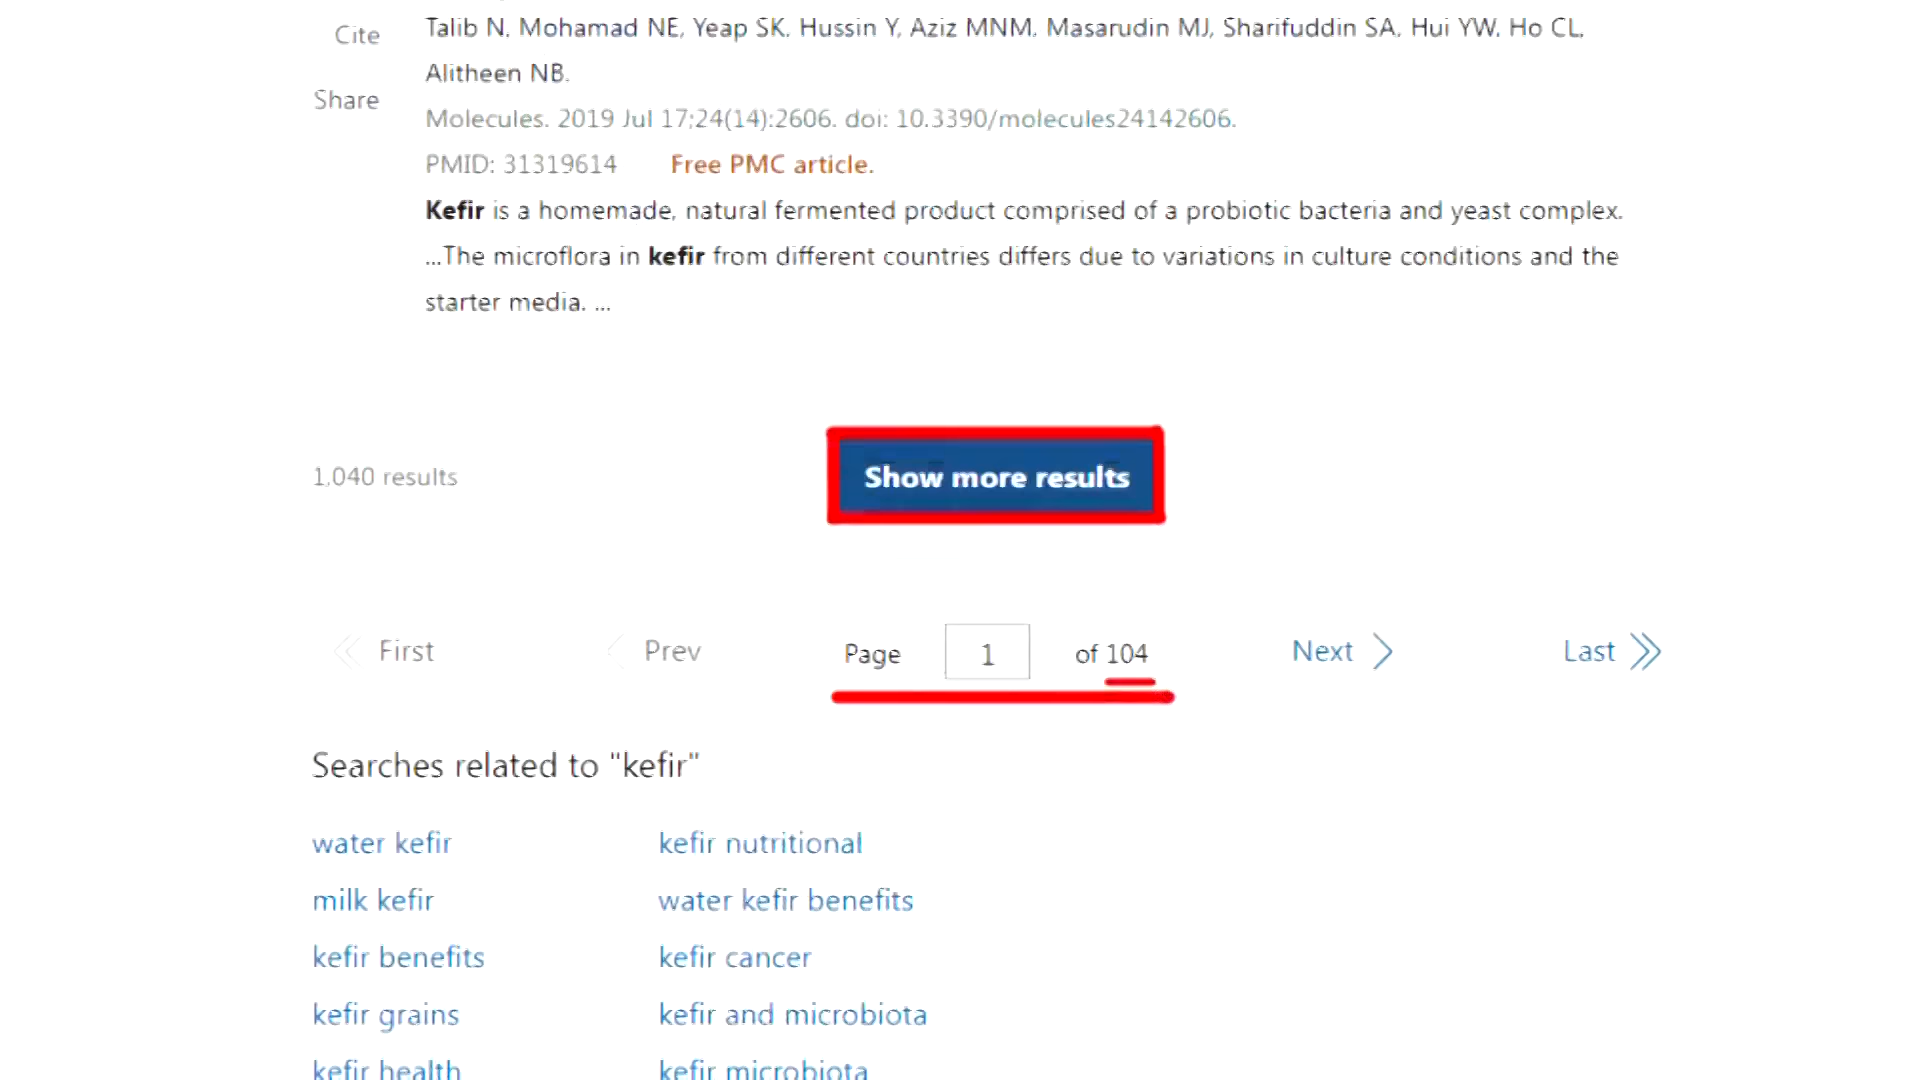 Cite
Share
Talib N, Mohamad NE, Yeap SK, Hussin Y, Aziz MNM, Masarudin MJ, Sharifuddin SA, Hui YW, Ho CL,
Alitheen NB.
Molecules. 2019 Jul 17;24(14):2606. doi: 10.3390/molecules24142606.
PMID: 31319614 Free PMC article.
Kefir is a homemade, natural fermented product comprised of a probiotic bacteria and yeast complex.
...The microflora in kefir from different countries differs due to variations in culture conditions and the
starter media. ...
1,040 results
Show more results
First Prev Page 1 of 104 Next Last
Searches related to "kefir"
water kefir
milk kefir
kefir benefits
kefir grains
kefir health
kefir nutritional
water kefir benefits
kefir cancer
kefir and microbiota
kefir microbiota